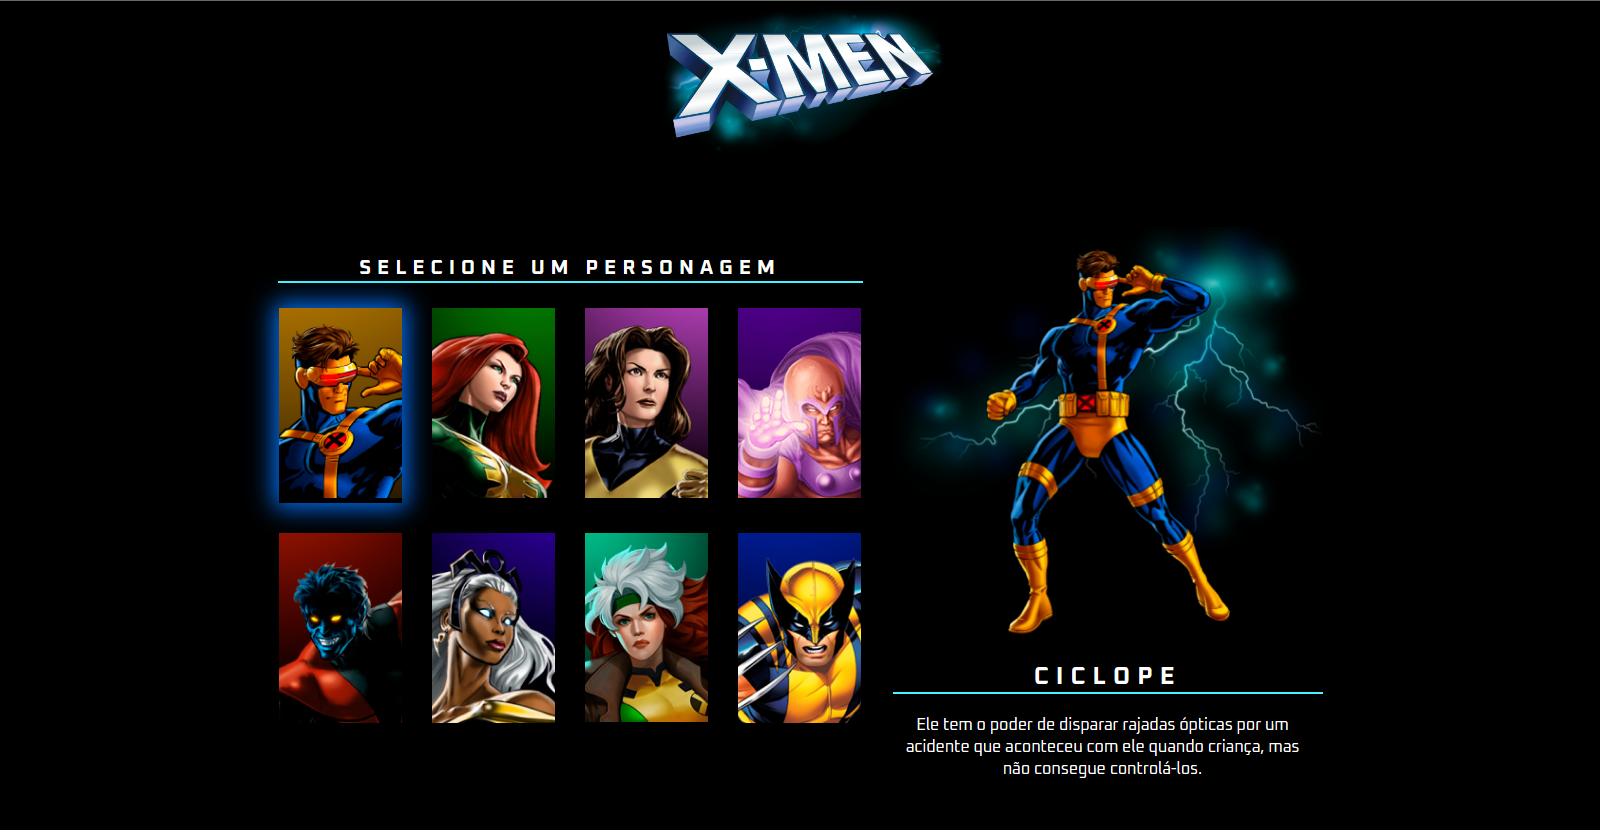 X-MEN
SELECIONE UM PERSONAGEM
CICLOPE
Ele tem o poder de disparar rajadas ópticas por um
acidente que aconteceu com ele quando criança, mas
não consegue controlá-los.